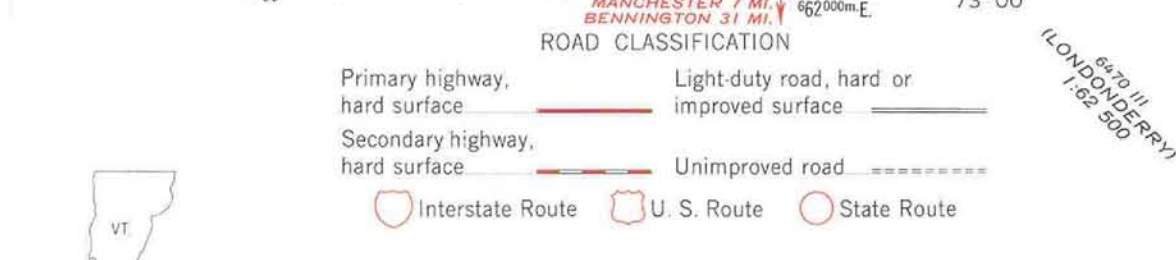 MANCHESTER 7 MI.
BENNINGTON 31 MI.
662000m.E.
73°00'
ROAD CLASSIFICATION
Primary highway,
hard surface
Light-duty road, hard or
improved surface
Secondary highway,
hard surface
Unimproved road
Interstate Route
U. S. Route
State Route
(LONDONDERRY)
6470 III
1:62 500
VT.